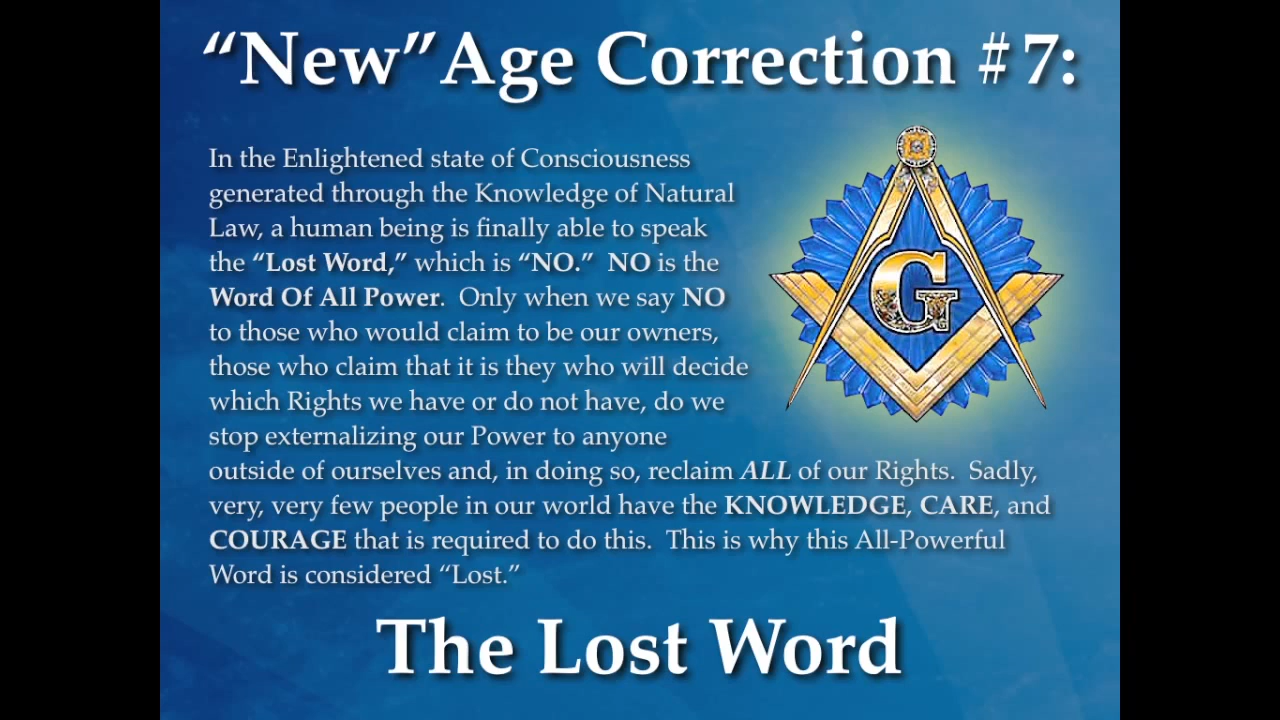 “New” Age Correction #7:
In the Enlightened state of Consciousness
generated through the Knowledge of Natural
Law, a human being is finally able to speak
the “Lost Word,” which is “NO.”  NO is the
Word Of All Power.  Only when we say NO
to those who would claim to be our owners,
those who claim that it is they who will decide
which Rights we have or do not have, do we
stop externalizing our Power to anyone
outside of ourselves and, in doing so, reclaim ALL of our Rights.  Sadly,
very, very few people in our world have the KNOWLEDGE, CARE, and
COURAGE that is required to do this.  This is why this All-Powerful
Word is considered “Lost.”
G
The Lost Word